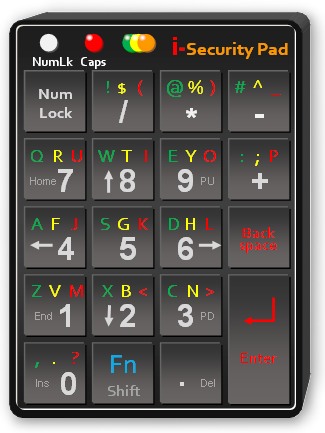 i-Security Pad
NumLk Caps
Num
Lock
! $ (
/
@ % )
*
# ^ _
-
Q R U
Home 7
W T I
↑ 8
E Y O
9 PU
: ; P
+
A F J
← 4
S G K
5
D H l
6 →
Back
space
Z V M
End 1
X B <
↓ 2
C N >
3 PD
Enter
, . ?
Ins 0
Fn
Shift
. Del